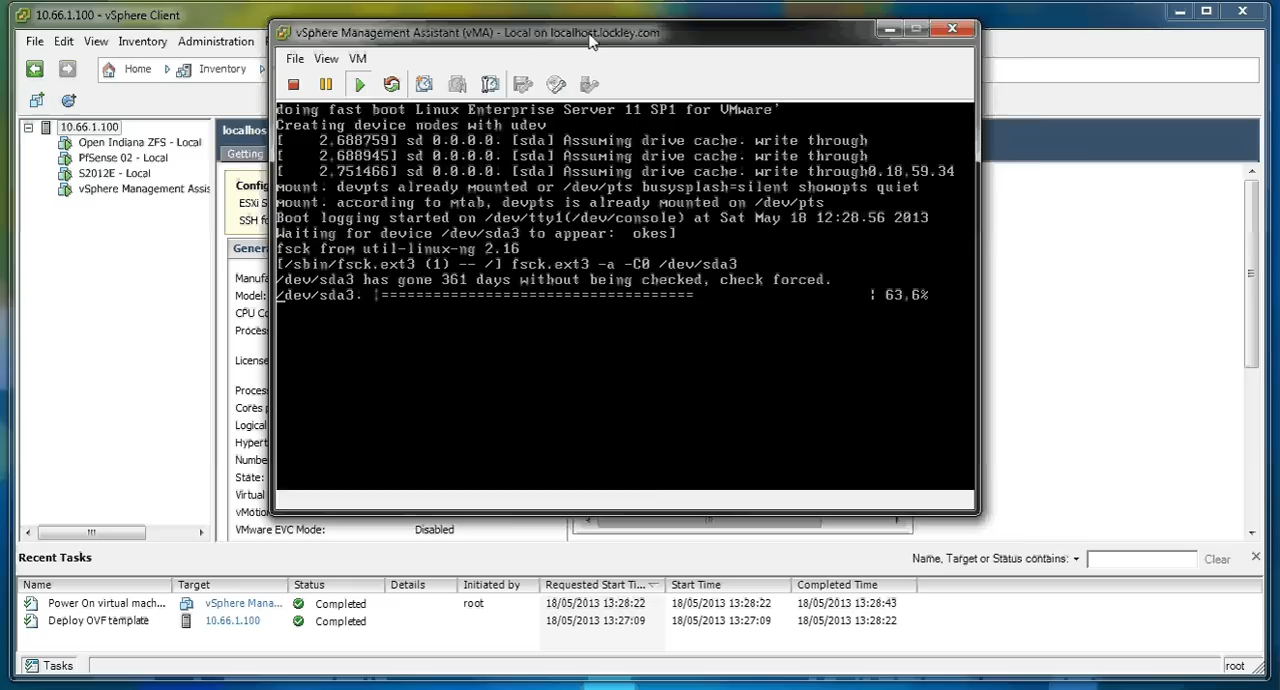 10.66.1.100 - vSphere Client
File Edit View Inventory Administration
Home Inventory
10.66.1.100
Open Indiana ZFS - Local
PfSense 02 - Local
S2012E - Local
vSphere Management Assis
localhos
Getting
Config
ESXi
SSH fo
Genera
Manufa
Model:
CPU C
Proces
License
Proces
Cores p
Logical
Hypert
Numbe
State:
Virtual
vMotio
VMware EVC Mode: Disabled
vSphere Management Assistant (vMA) - Local on localhost.lockley.com
File View VM
doing fast boot Linux Enterprise Server 11 SP1 for VMware'
Creating device nodes with udev
[ 2.688759] sd 0.0.0.0. [sda] Assuming drive cache. write through
[ 2.688945] sd 0.0.0.0. [sda] Assuming drive cache. write through
[ 2.751466] sd 0.0.0.0. [sda] Assuming drive cache. write through0.18.59.34
mount. devpts already mounted or /dev/pts busysplash=silent showopts quiet
mount. according to mtab, devpts is already mounted on /dev/pts
Boot logging started on /dev/tty1(/dev/console) at Sat May 18 12:28.56 2013
Waiting for device /dev/sda3 to appear: okes]
fsck from util-linux-ng 2.16
[/sbin/fsck.ext3 (1) -- /] fsck.ext3 -a -C0 /dev/sda3
/dev/sda3 has gone 361 days without being checked, check forced.
/dev/sda3. |==================================== | 63,6%
Recent Tasks
Name, Target or Status contains: Clear
Name Target Status Details Initiated by Requested Start Ti... Start Time Completed Time
Power On virtual mach... vSphere Mana... Completed root 18/05/2013 13:28:22 18/05/2013 13:28:22 18/05/2013 13:28:43
Deploy OVF template 10.66.1.100 Completed 18/05/2013 13:27:09 18/05/2013 13:27:09 18/05/2013 13:28:22
Tasks root